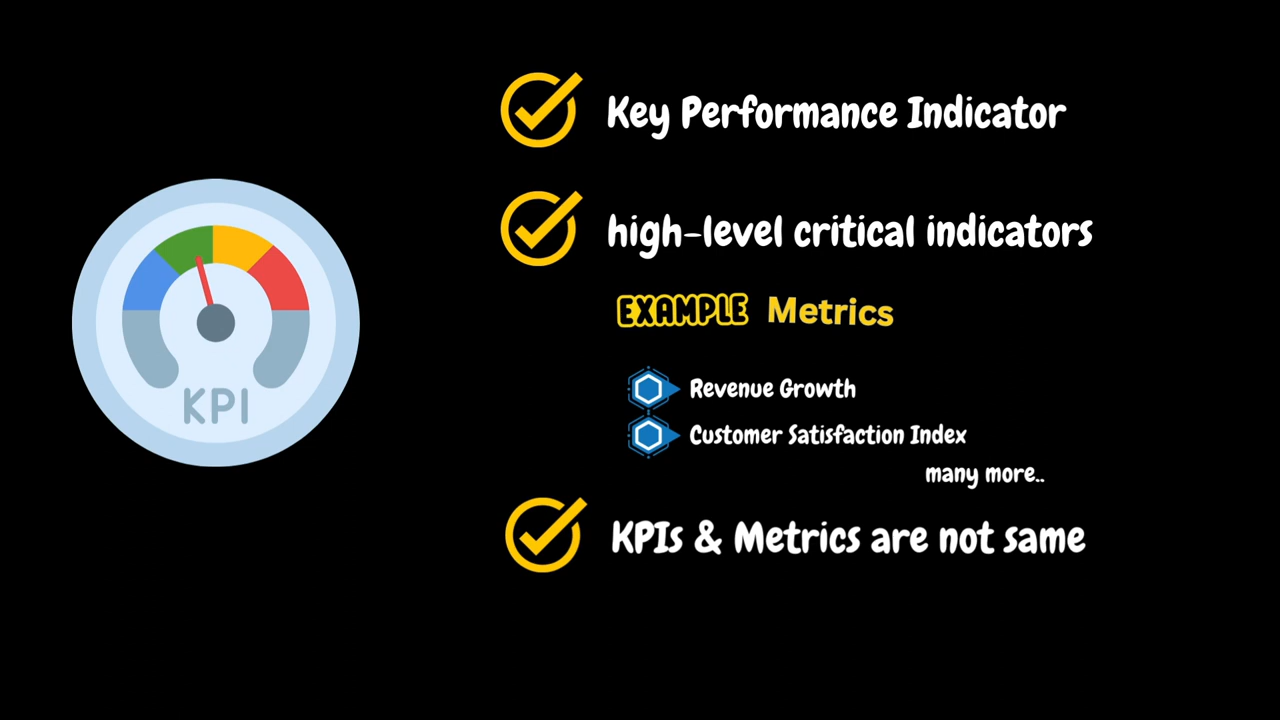 Key Performance Indicator
high-level critical indicators
EXAMPLE Metrics
Revenue Growth
Customer Satisfaction Index
many more..
KPIs & Metrics are not same
KPI